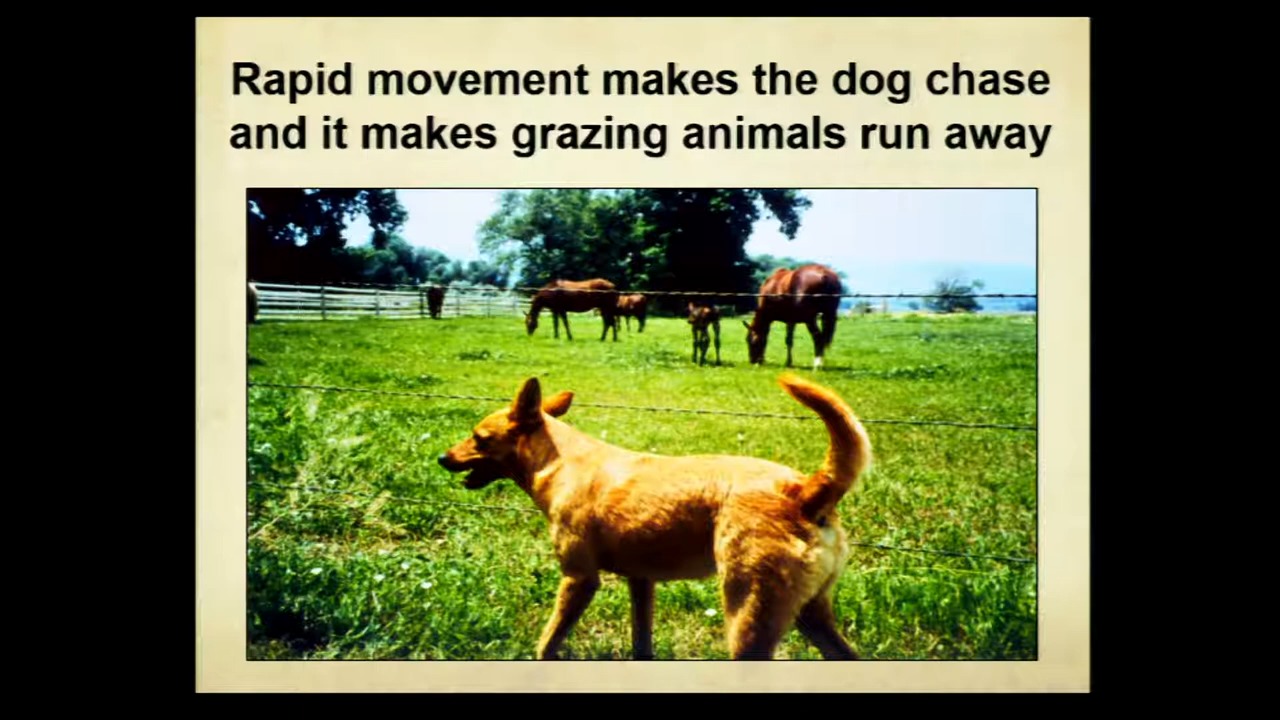 Rapid movement makes the dog chase
and it makes grazing animals run away